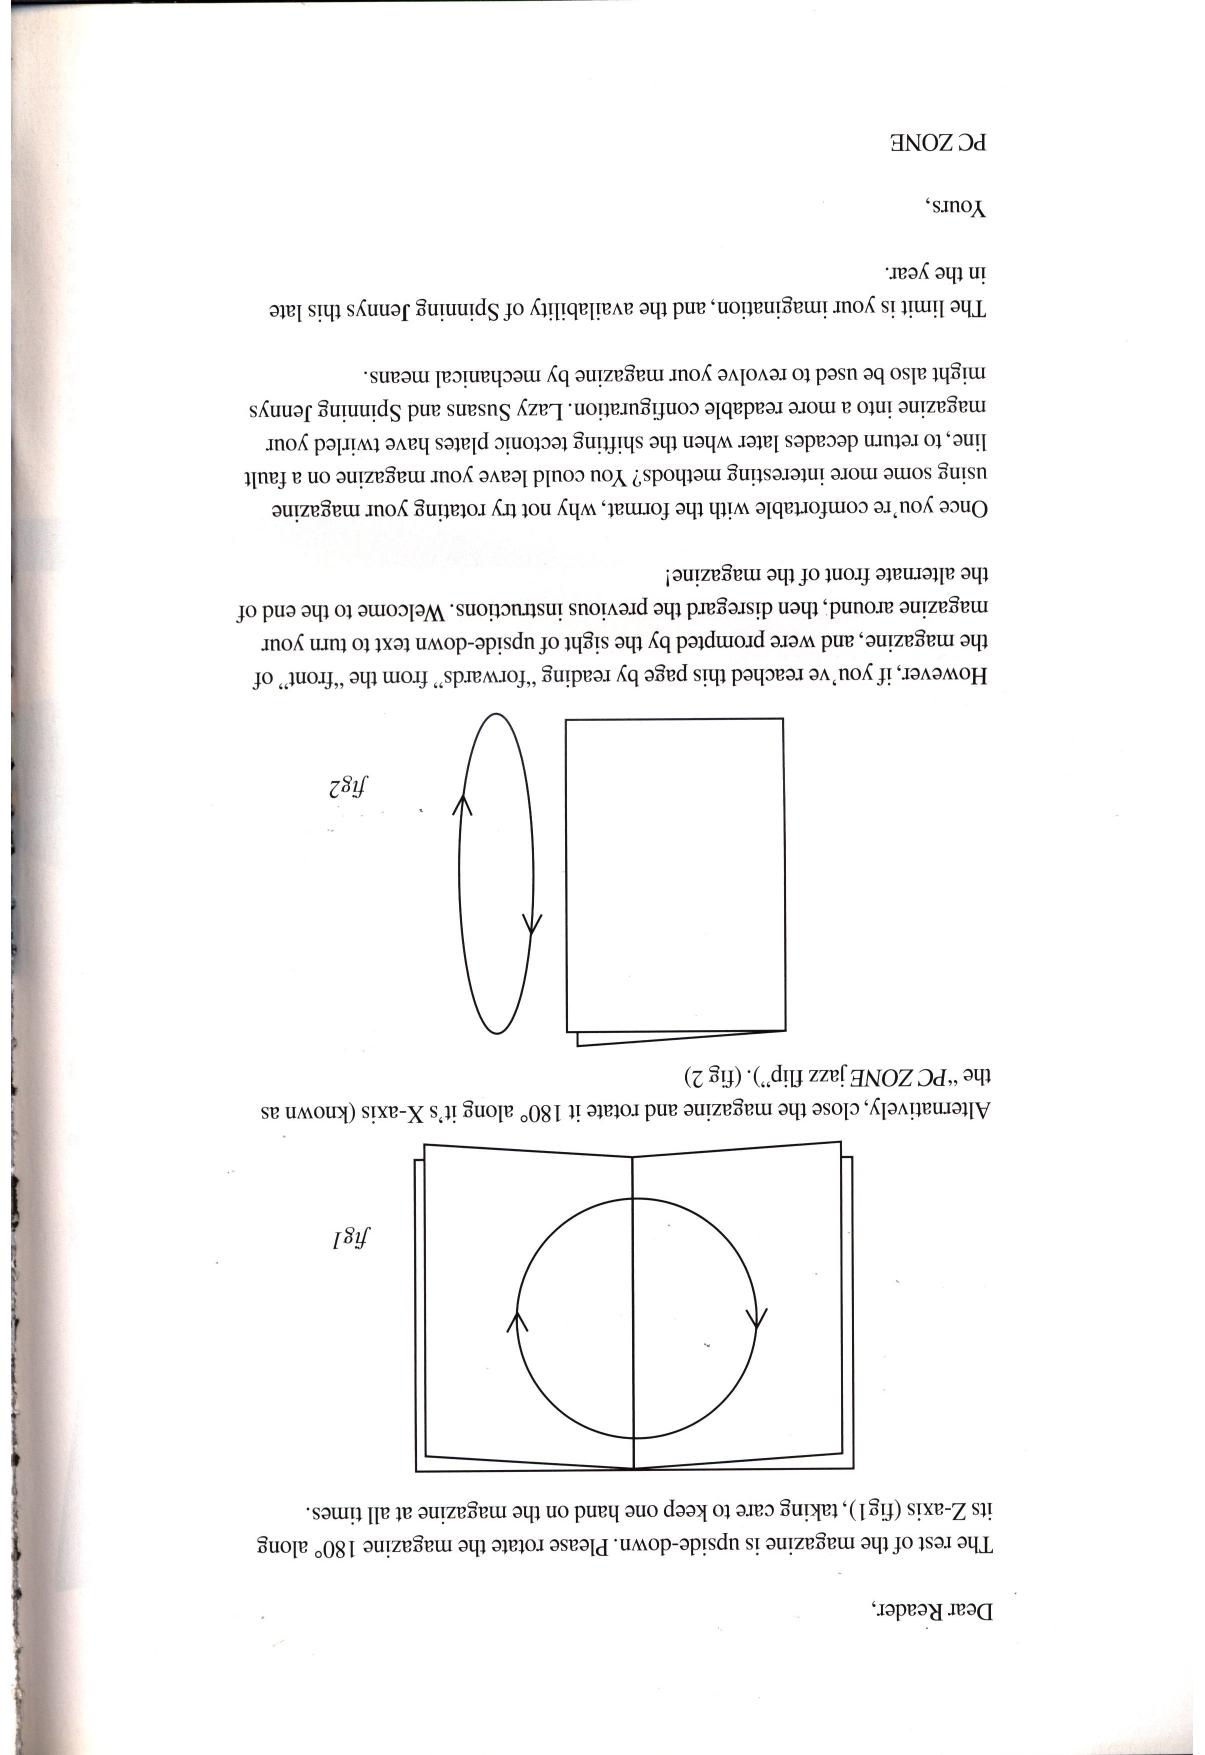 Dear Reader,
The rest of the magazine is upside-down. Please rotate the magazine 180° along
its Z-axis (fig1), taking care to keep one hand on the magazine at all times.
fig1
Alternatively, close the magazine and rotate it 180° along it's X-axis (known as
the "PC ZONE jazz flip"). (fig 2)
fig2
However, if you've reached this page by reading "forwards" from the "front" of
the magazine, and were prompted by the sight of upside-down text to turn your
magazine around, then disregard the previous instructions. Welcome to the end of
the alternate front of the magazine!
Once you're comfortable with the format, why not try rotating your magazine
using some more interesting methods? You could leave your magazine on a fault
line, to return decades later when the shifting tectonic plates have twirled your
magazine into a more readable configuration. Lazy Susans and Spinning Jennys
might also be used to revolve your magazine by mechanical means.
The limit is your imagination, and the availability of Spinning Jennys this late
in the year.
Yours,
PC ZONE